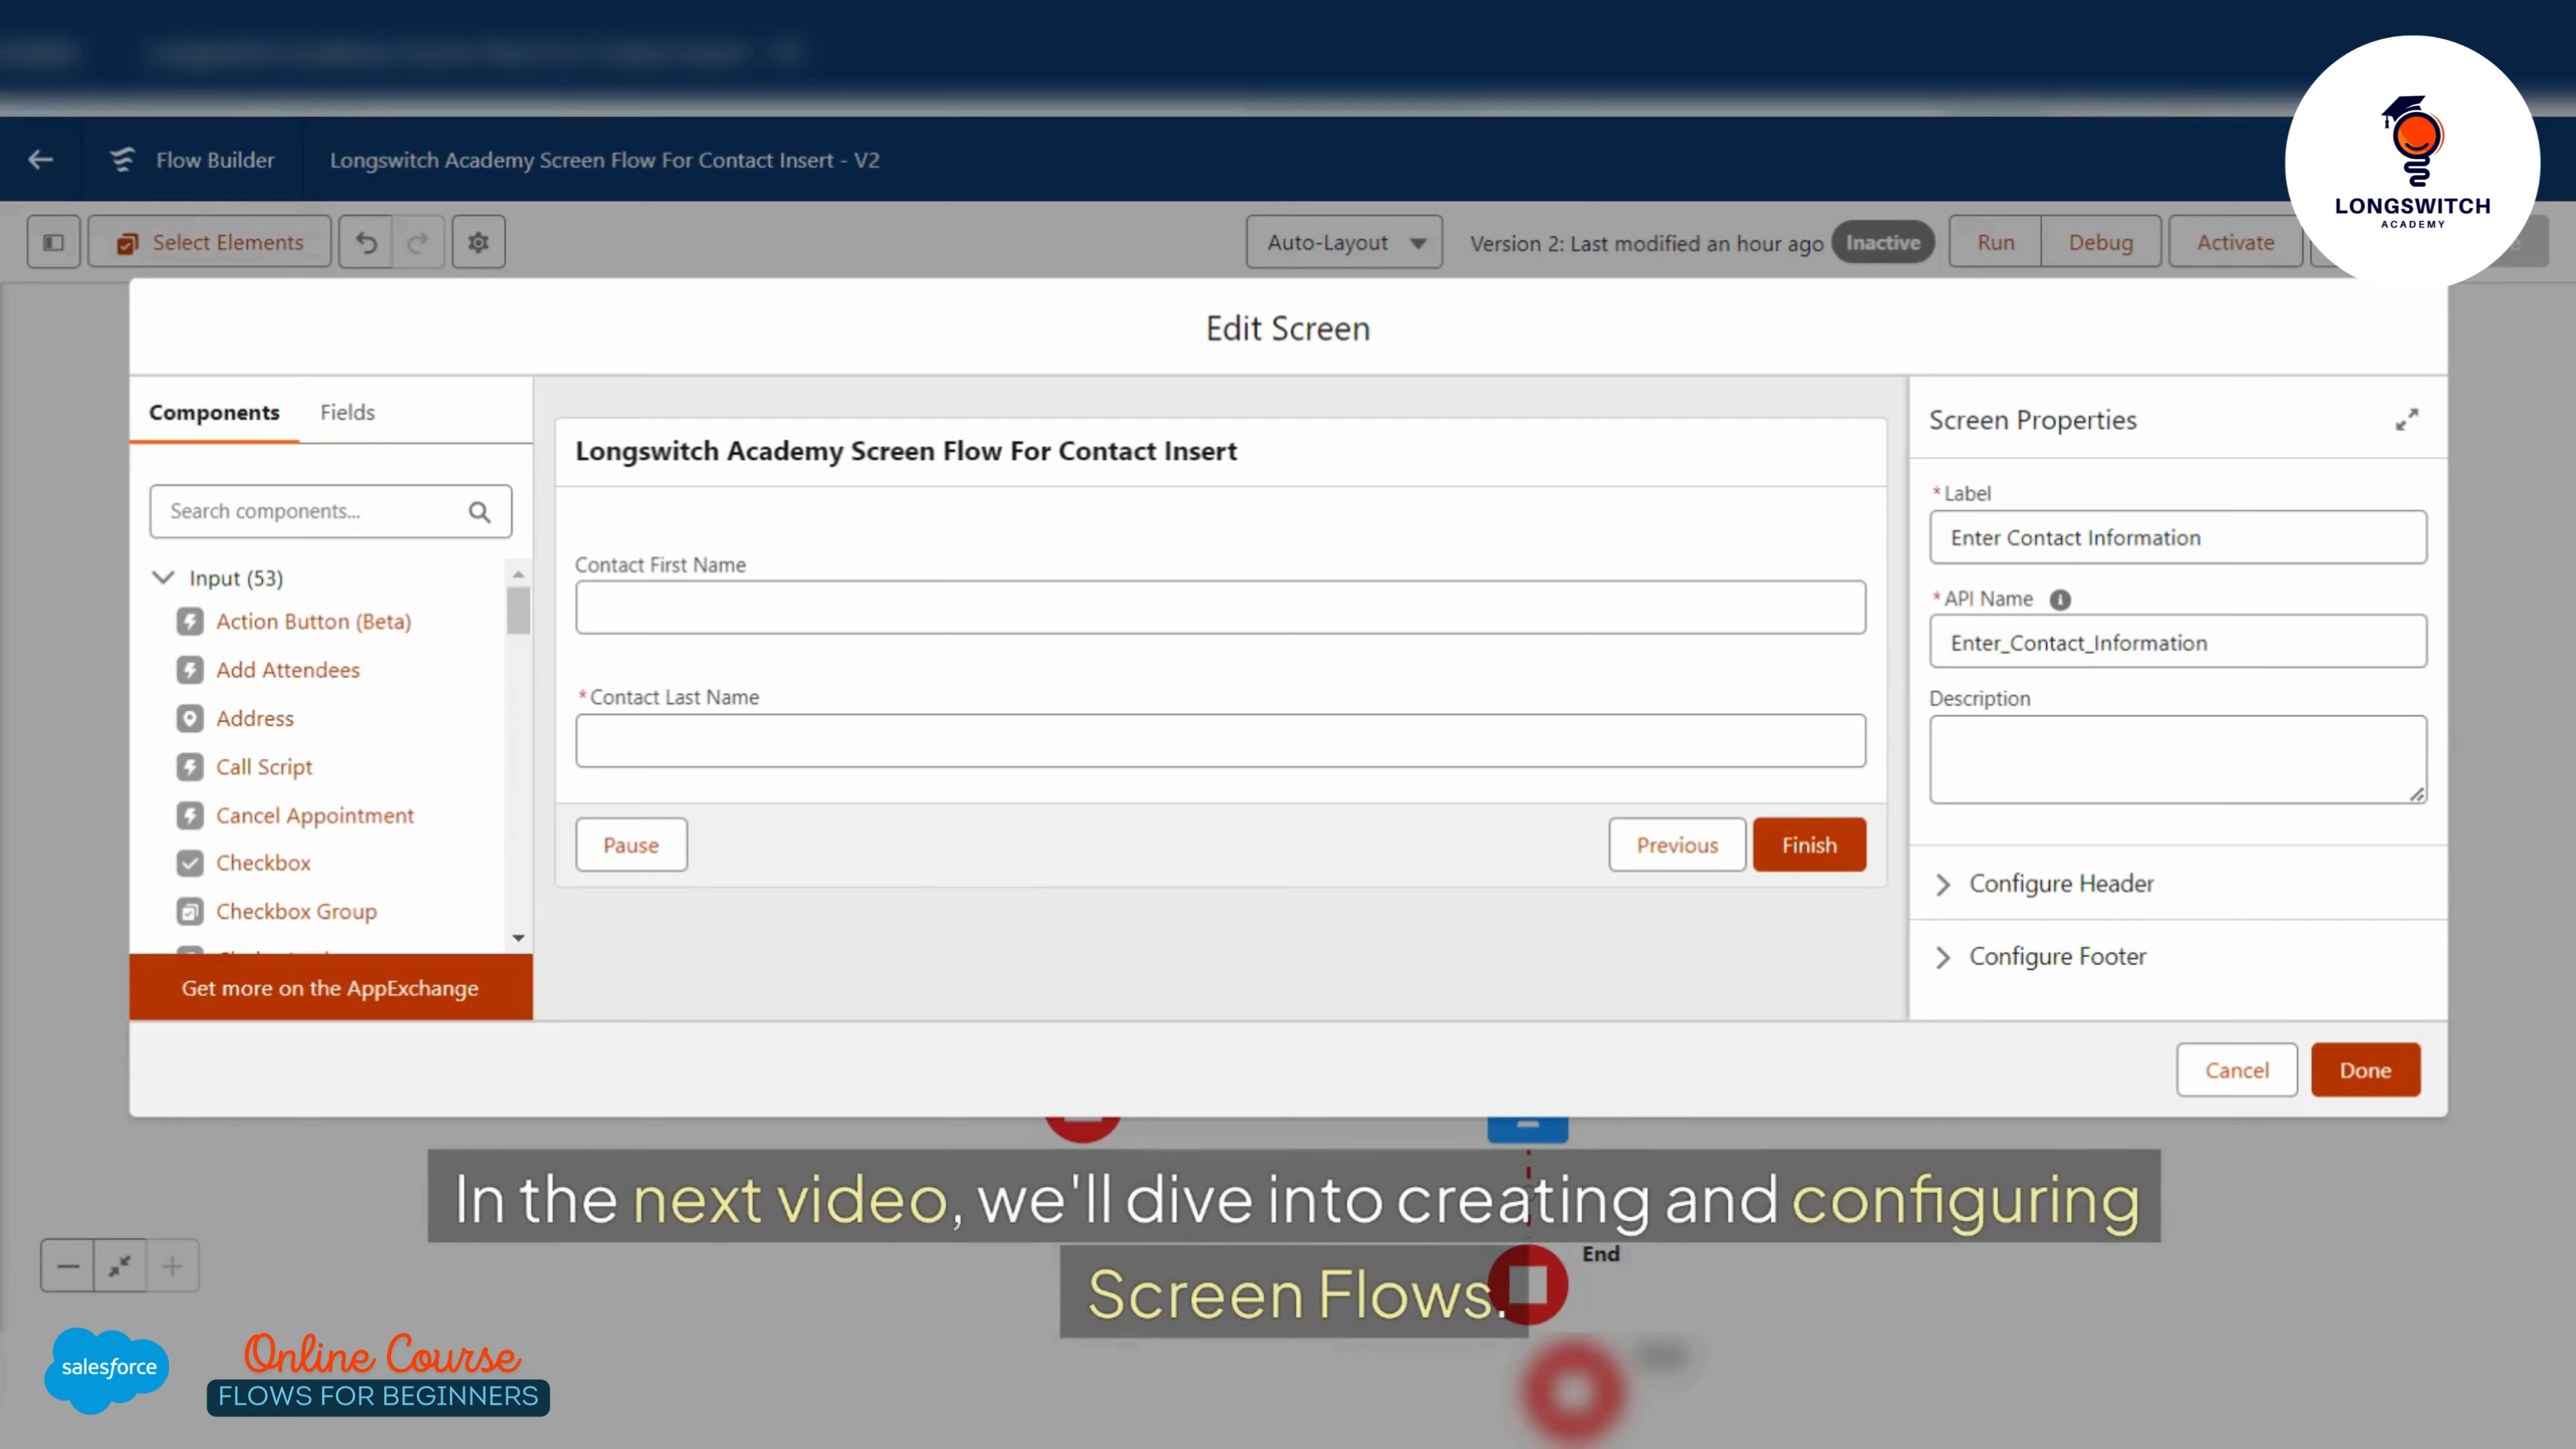 Flow Builder
Longswitch Academy Screen Flow For Contact Insert - V2
LONGSWITCH
ACADEMY
Select Elements
Auto-Layout
Version 2: Last modified an hour ago
Inactive
Run
Debug
Activate
Edit Screen
Components
Fields
Search components...
Input (53)
Action Button (Beta)
Add Attendees
Address
Call Script
Cancel Appointment
Checkbox
Checkbox Group
Get more on the AppExchange
Longswitch Academy Screen Flow For Contact Insert
Contact First Name
*Contact Last Name
Pause
Previous
Finish
Screen Properties
*Label
Enter Contact Information
*API Name
Enter_Contact_Information
Description
Configure Header
Configure Footer
Cancel
Done
In the next video, we'll dive into creating and configuring
Screen Flows.
End
salesforce
Online Course
FLOWS FOR BEGINNERS